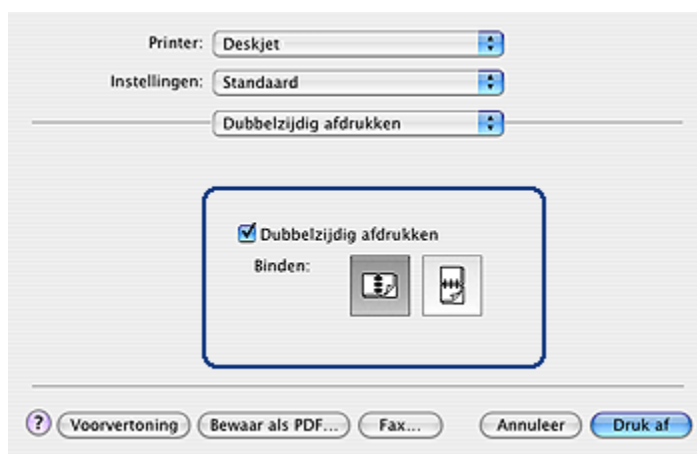 Printer: Deskjet
Instellingen: Standaard
Dubbelzijdig afdrukken
Dubbelzijdig afdrukken
Binden:
? Voorvertoning Bewaar als PDF... Fax... Annuleer Druk af